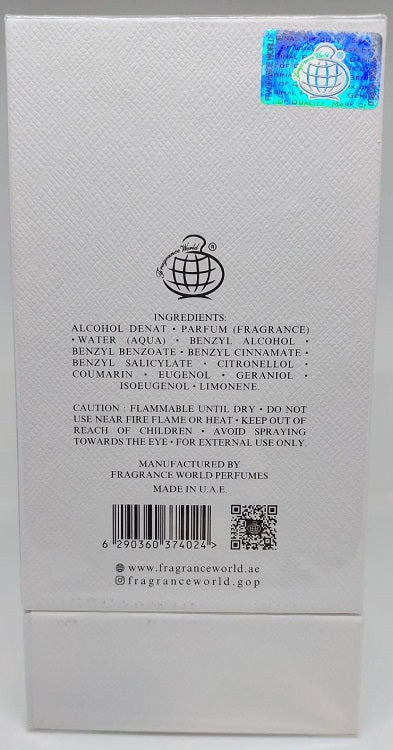 FRAGRANCE WORLD
Fragrance World ®
INGREDIENTS:
ALCOHOL DENAT • PARFUM (FRAGRANCE)
• WATER (AQUA) • BENZYL ALCOHOL •
BENZYL BENZOATE • BENZYL CINNAMATE •
BENZYL SALICYLATE • CITRONELLOL •
COUMARIN • EUGENOL • GERANIOL •
ISOEUGENOL • LIMONENE.
CAUTION : FLAMMABLE UNTIL DRY • DO NOT
USE NEAR FIRE FLAME OR HEAT • KEEP OUT OF
REACH OF CHILDREN • AVOID SPRAYING
TOWARDS THE EYE • FOR EXTERNAL USE ONLY.
MANUFACTURED BY
FRAGRANCE WORLD PERFUMES
MADE IN U.A.E.
6 290360 374024 >
www.fragranceworld.ae
fragranceworld.gop